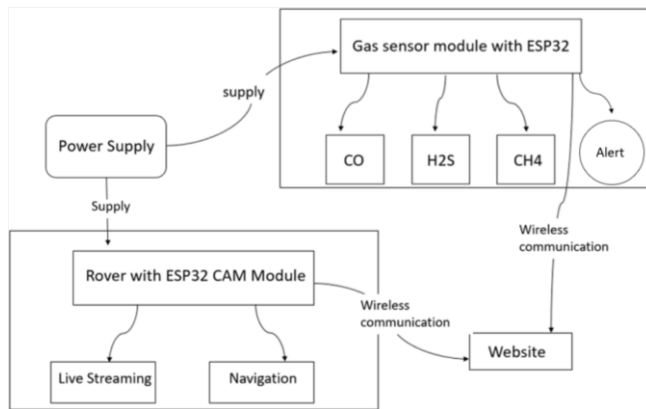 Gas sensor module with ESP32
supply
Power Supply
CO
H2S
CH4
Alert
Supply
Wireless
communication
Rover with ESP32 CAM Module
Wireless
communication
Website
Live Streaming
Navigation